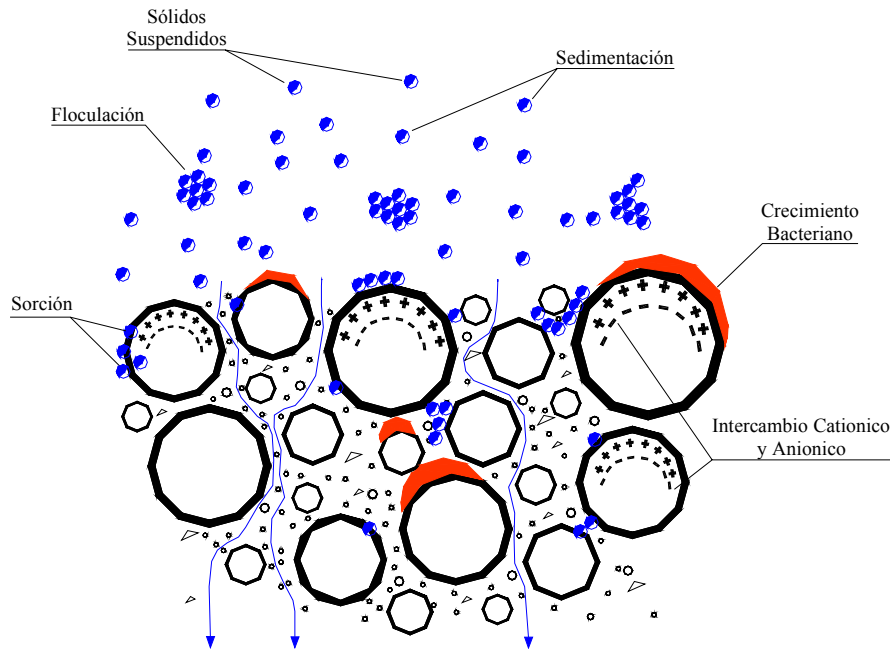 Sólidos
Suspendidos
Sedimentación
Floculación
Crecimiento
Bacteriano
Sorción
Intercambio Cationico
y Anionico